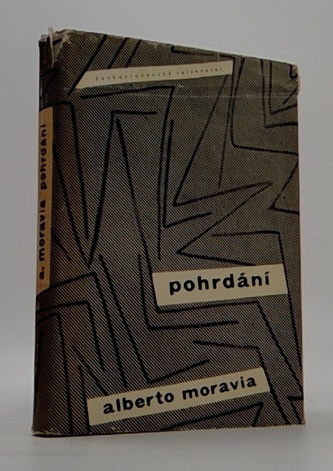 československý spisovatel
pohrdání
alberto moravia
a. moravia pohrdání